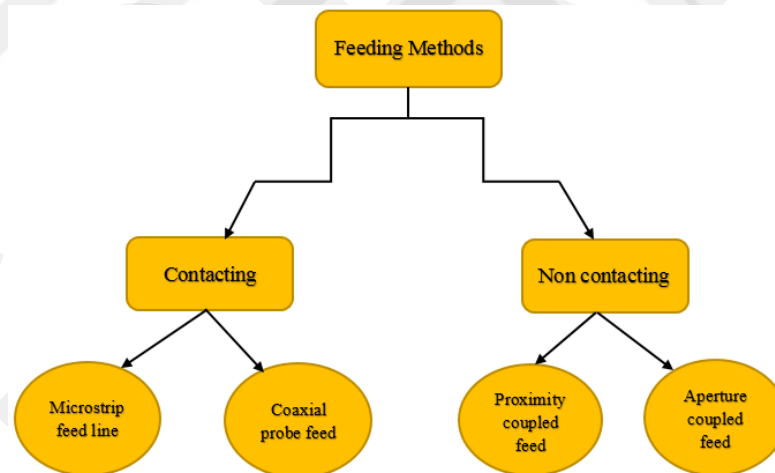 Feeding Methods
Contacting
Non contacting
Microstrip
feed line
Coaxial
probe feed
Proximity
coupled
feed
Aperture
coupled
feed